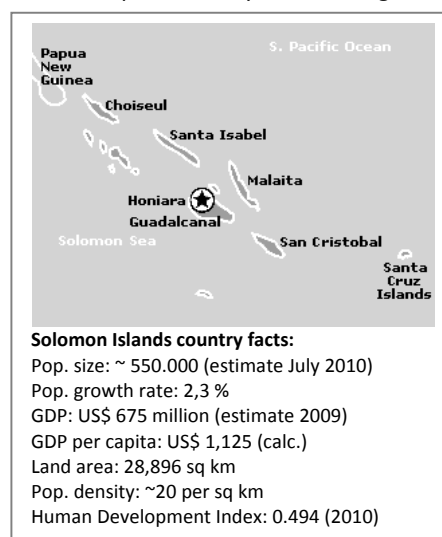 S. Pacific Ocean
Papua
New
Guinea
Choiseul
Santa Isabel
Malaita
Honiara
Guadalcanal
Solomon Sea
San Cristobal
Santa
Cruz
Islands
Solomon Islands country facts:
Pop. size: ~ 550.000 (estimate July 2010)
Pop. growth rate: 2,3 %
GDP: US$ 675 million (estimate 2009)
GDP per capita: US$ 1,125 (calc.)
Land area: 28,896 sq km
Pop. density: ~20 per sq km
Human Development Index: 0.494 (2010)